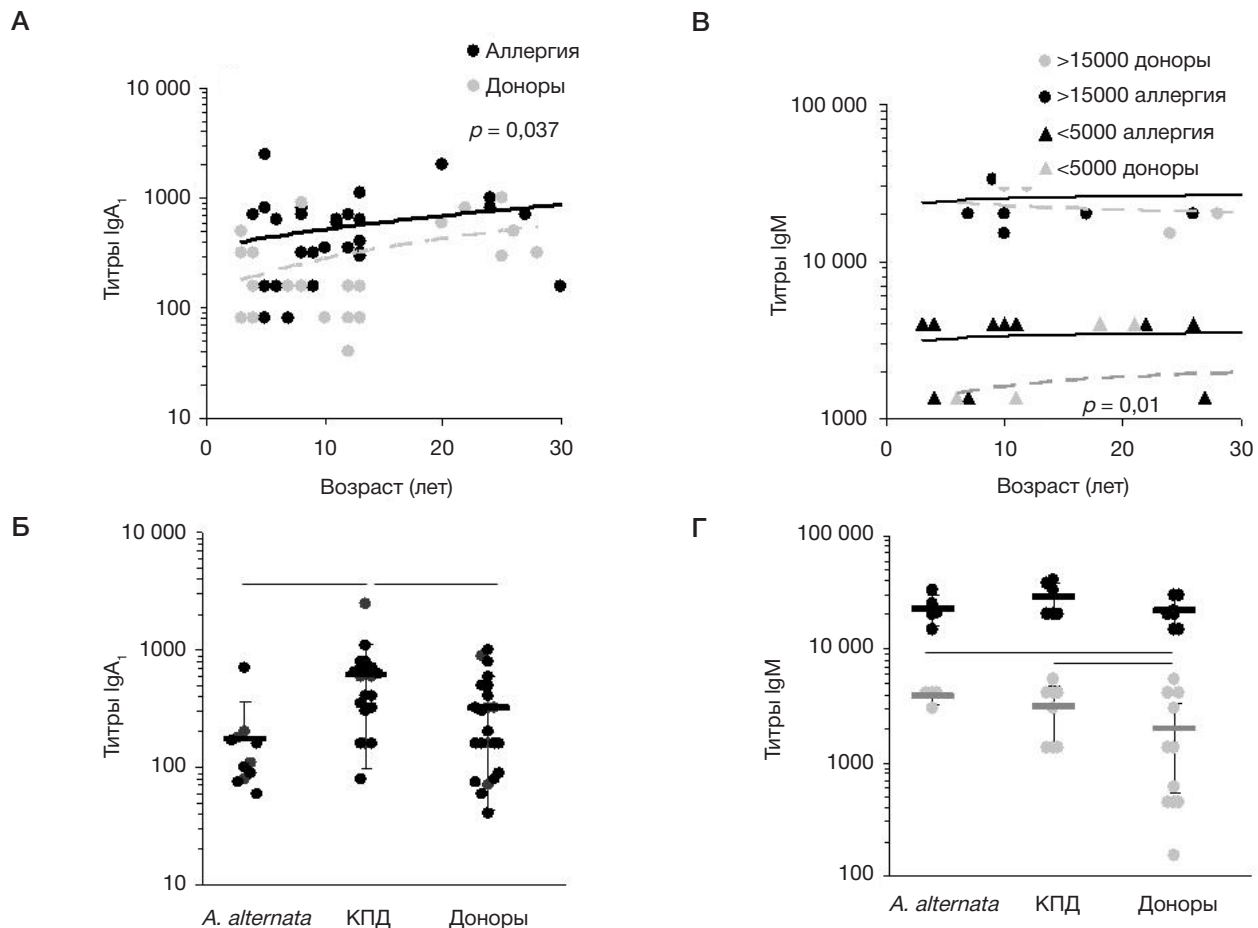 А
Аллергия
Доноры
p = 0,037
Титры IgA₁
10 000
1000
100
10
0
10
20
30
Возраст (лет)
В
>15000 доноры
>15000 аллергия
<5000 аллергия
<5000 доноры
Титры IgM
100 000
10 000
1000
p = 0,01
0
10
20
30
Возраст (лет)
Б
Титры IgA₁
10 000
1000
100
10
A. alternata
КПД
Доноры
Г
Титры IgM
100 000
10 000
1000
100
A. alternata
КПД
Доноры